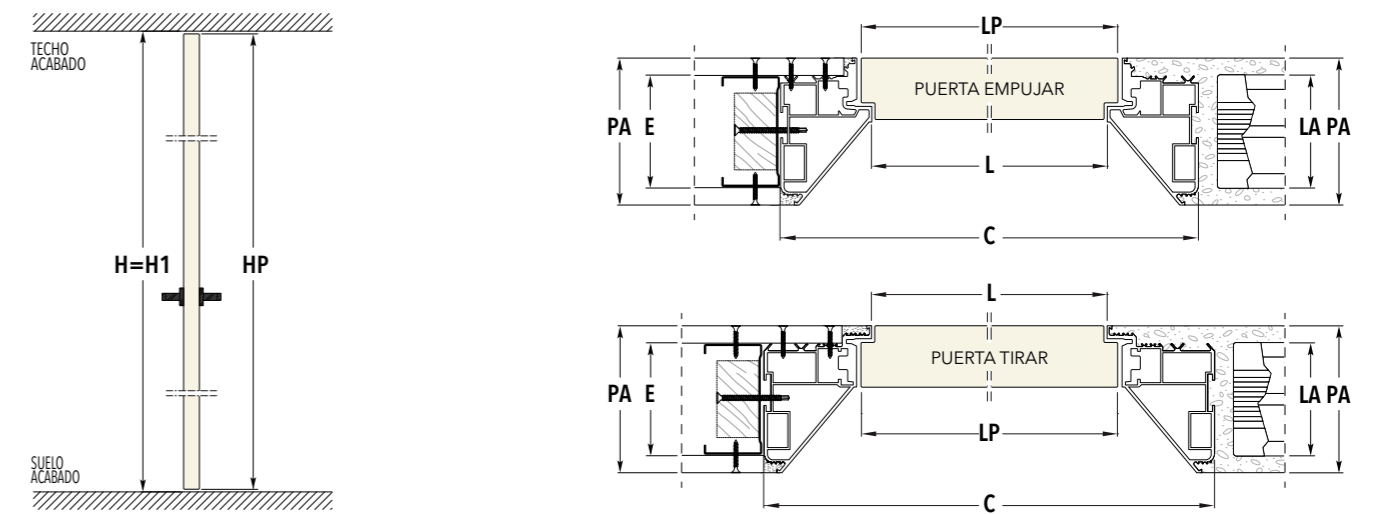 TECHO
ACABADO
H=H1
HP
SUELO
ACABADO
LP
PUERTA EMPUJAR
PA
E
LA
PA
L
C
L
PUERTA TIRAR
PA
E
LA
PA
LP
C